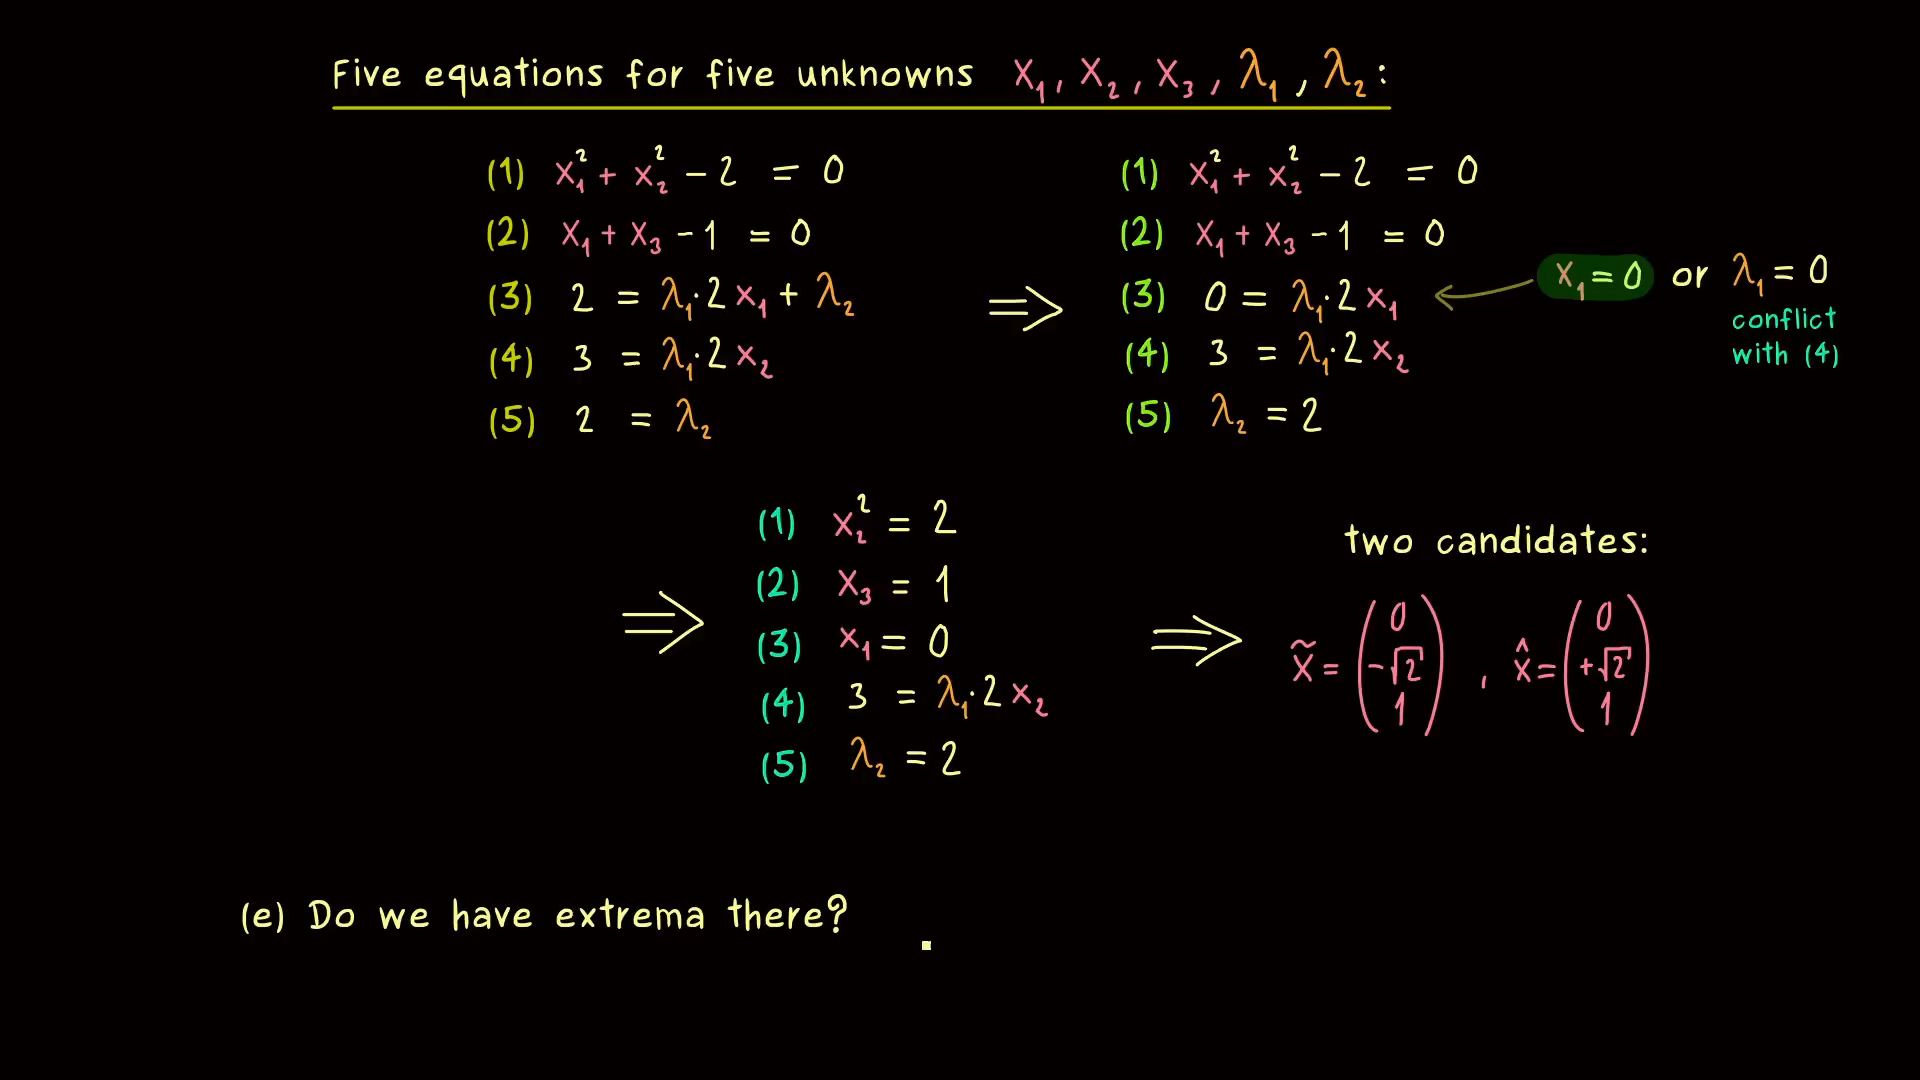 Five equations for five unknowns x₁, x₂, x₃, λ₁, λ₂:
(1) x₁² + x₂² − 2 = 0
(2) x₁ + x₃ − 1 = 0
(3) 2 = λ₁·2x₁ + λ₂
(4) 3 = λ₁·2x₂
(5) 2 = λ₂
⇒
(1) x₁² + x₂² − 2 = 0
(2) x₁ + x₃ − 1 = 0
(3) 0 = λ₁·2x₁
(4) 3 = λ₁·2x₂
(5) λ₂ = 2
x₁ = 0 or λ₁ = 0
conflict
with (4)
⇒
(1) x₂² = 2
(2) x₃ = 1
(3) x₁ = 0
(4) 3 = λ₁·2x₂
(5) λ₂ = 2
two candidates:
⇒ x̃ = (0, −√2, 1), x̂ = (0, +√2, 1)
(e) Do we have extrema there?